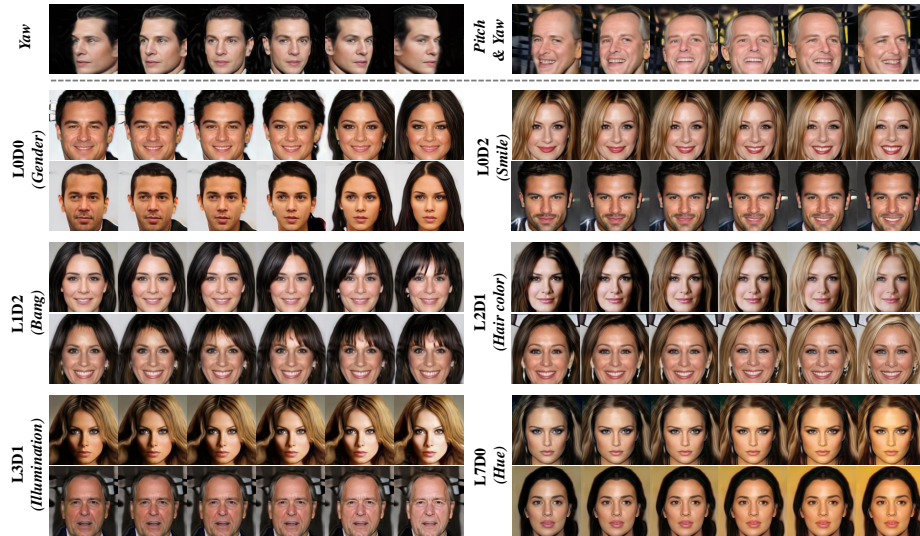 Yaw
Pitch
& Yaw
L0D0
(Gender)
L0D2
(Smile)
L1D2
(Bang)
L2D1
(Hair color)
L3D1
(Illumination)
L7D0
(Hue)